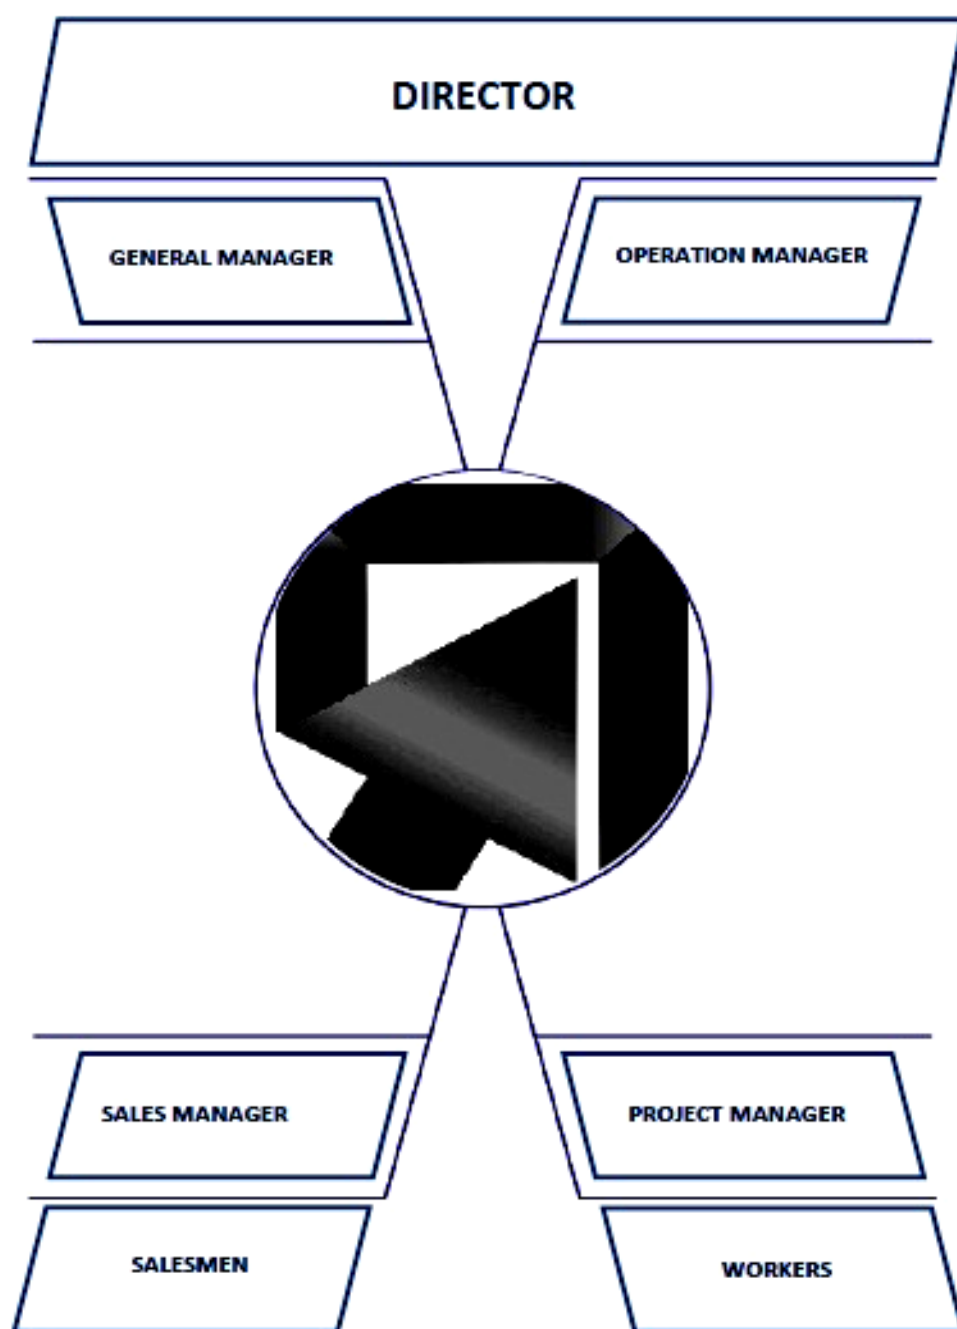 DIRECTOR
GENERAL MANAGER
OPERATION MANAGER
SALES MANAGER
PROJECT MANAGER
SALESMEN
WORKERS